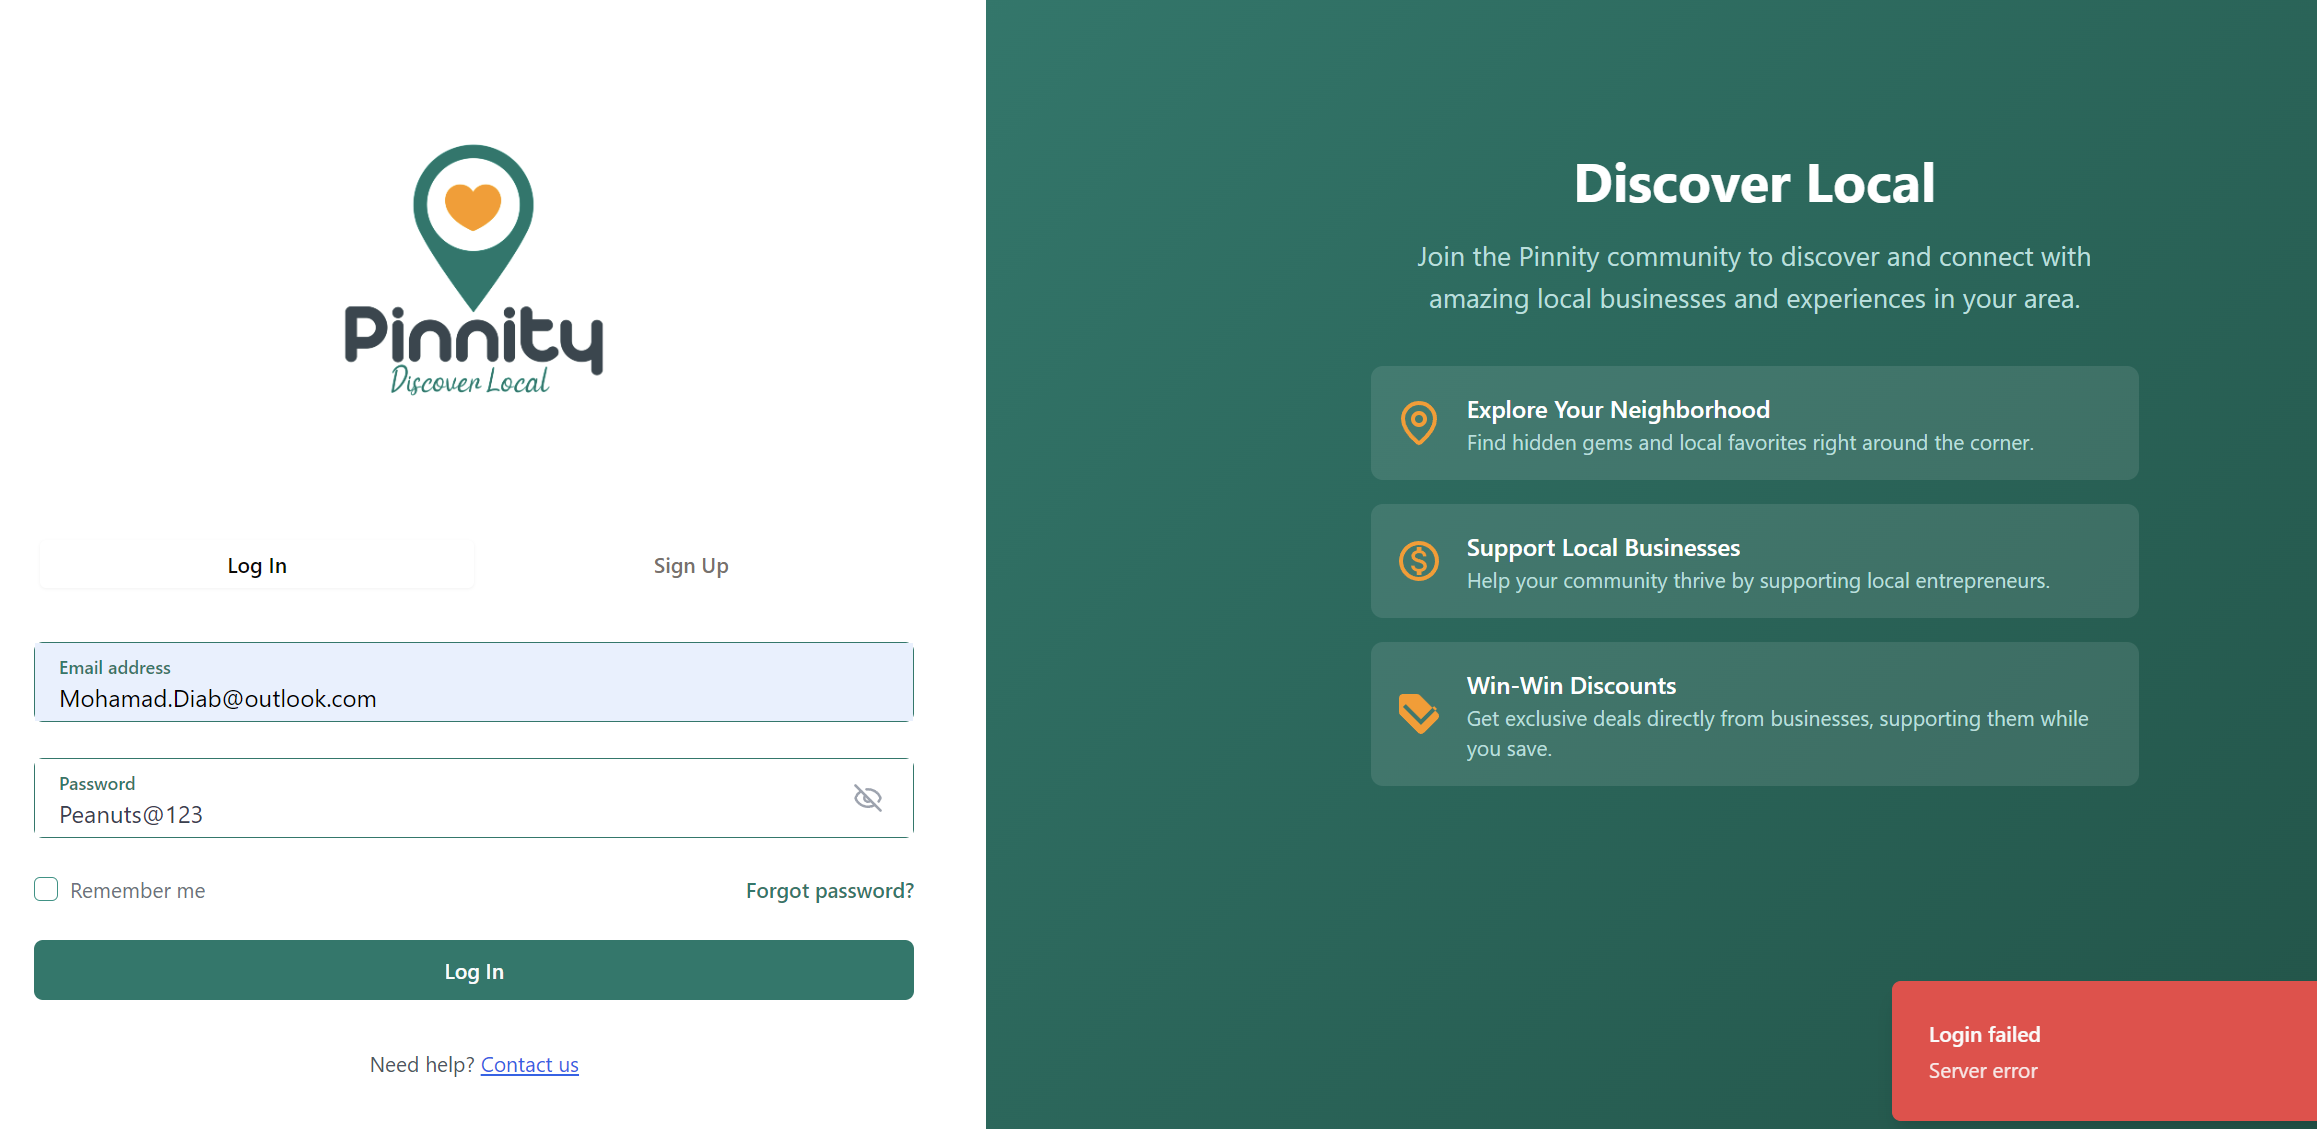 Pinnity
Discover Local
Log In
Sign Up
Email address
Mohamad.Diab@outlook.com
Password
Peanuts@123
Remember me
Forgot password?
Log In
Need help? Contact us
Discover Local
Join the Pinnity community to discover and connect with
amazing local businesses and experiences in your area.
Explore Your Neighborhood
Find hidden gems and local favorites right around the corner.
Support Local Businesses
Help your community thrive by supporting local entrepreneurs.
Win-Win Discounts
Get exclusive deals directly from businesses, supporting them while
you save.
Login failed
Server error